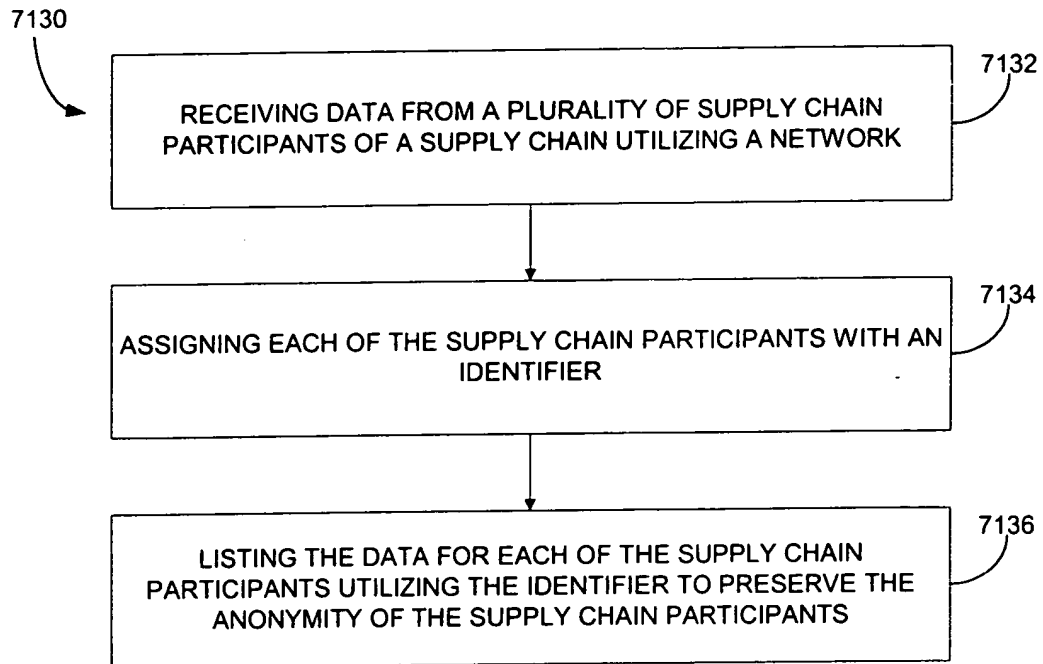 7130
7132
RECEIVING DATA FROM A PLURALITY OF SUPPLY CHAIN
PARTICIPANTS OF A SUPPLY CHAIN UTILIZING A NETWORK
7134
ASSIGNING EACH OF THE SUPPLY CHAIN PARTICIPANTS WITH AN
IDENTIFIER
7136
LISTING THE DATA FOR EACH OF THE SUPPLY CHAIN
PARTICIPANTS UTILIZING THE IDENTIFIER TO PRESERVE THE
ANONYMITY OF THE SUPPLY CHAIN PARTICIPANTS